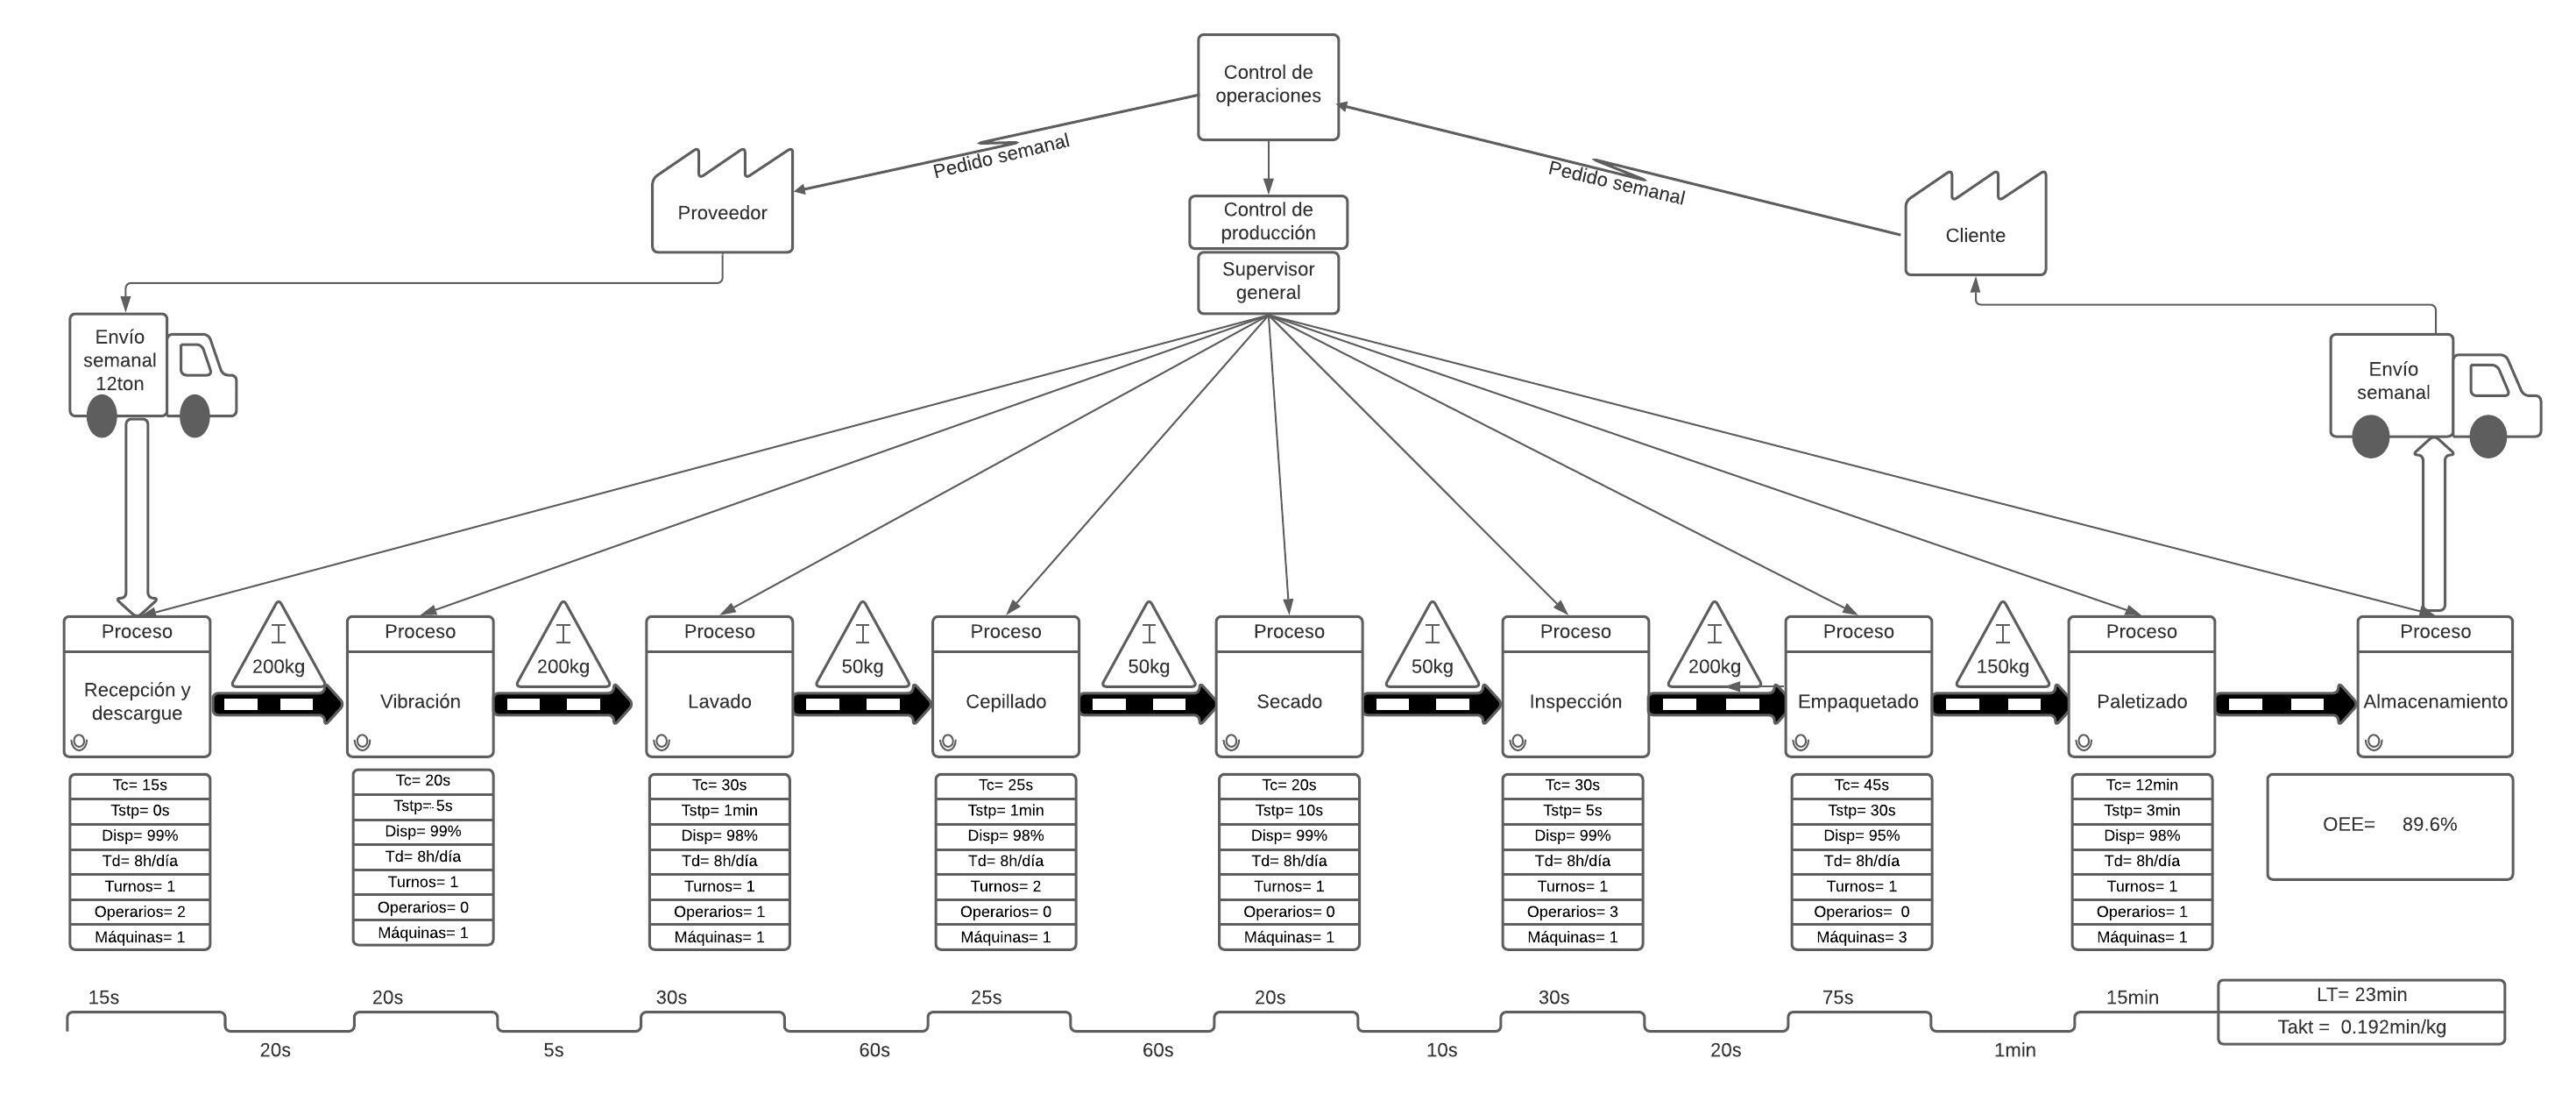 Control de
operaciones
Pedido semanal
Pedido semanal
Proveedor
Control de
producción
Cliente
Supervisor
general
Envío
semanal
12ton
Envío
semanal
Proceso
Recepción y
descargue
I
200kg
Proceso
Vibración
I
200kg
Proceso
Lavado
I
50kg
Proceso
Cepillado
I
50kg
Proceso
Secado
I
50kg
Proceso
Inspección
I
200kg
Proceso
Empaquetado
I
150kg
Proceso
Paletizado
Proceso
Almacenamiento
Tc= 15s
Tstp= 0s
Disp= 99%
Td= 8h/día
Turnos= 1
Operarios= 2
Máquinas= 1
Tc= 20s
Tstp= 5s
Disp= 99%
Td= 8h/día
Turnos= 1
Operarios= 0
Máquinas= 1
Tc= 30s
Tstp= 1min
Disp= 98%
Td= 8h/día
Turnos= 1
Operarios= 1
Máquinas= 1
Tc= 25s
Tstp= 1min
Disp= 98%
Td= 8h/día
Turnos= 2
Operarios= 0
Máquinas= 1
Tc= 20s
Tstp= 10s
Disp= 99%
Td= 8h/día
Turnos= 1
Operarios= 0
Máquinas= 1
Tc= 30s
Tstp= 5s
Disp= 99%
Td= 8h/día
Turnos= 1
Operarios= 3
Máquinas= 1
Tc= 45s
Tstp= 30s
Disp= 95%
Td= 8h/día
Turnos= 1
Operarios= 0
Máquinas= 3
Tc= 12min
Tstp= 3min
Disp= 98%
Td= 8h/día
Turnos= 1
Operarios= 1
Máquinas= 1
OEE= 89.6%
15s
20s
20s
5s
30s
60s
25s
60s
20s
10s
30s
20s
75s
1min
15min
LT= 23min
Takt = 0.192min/kg